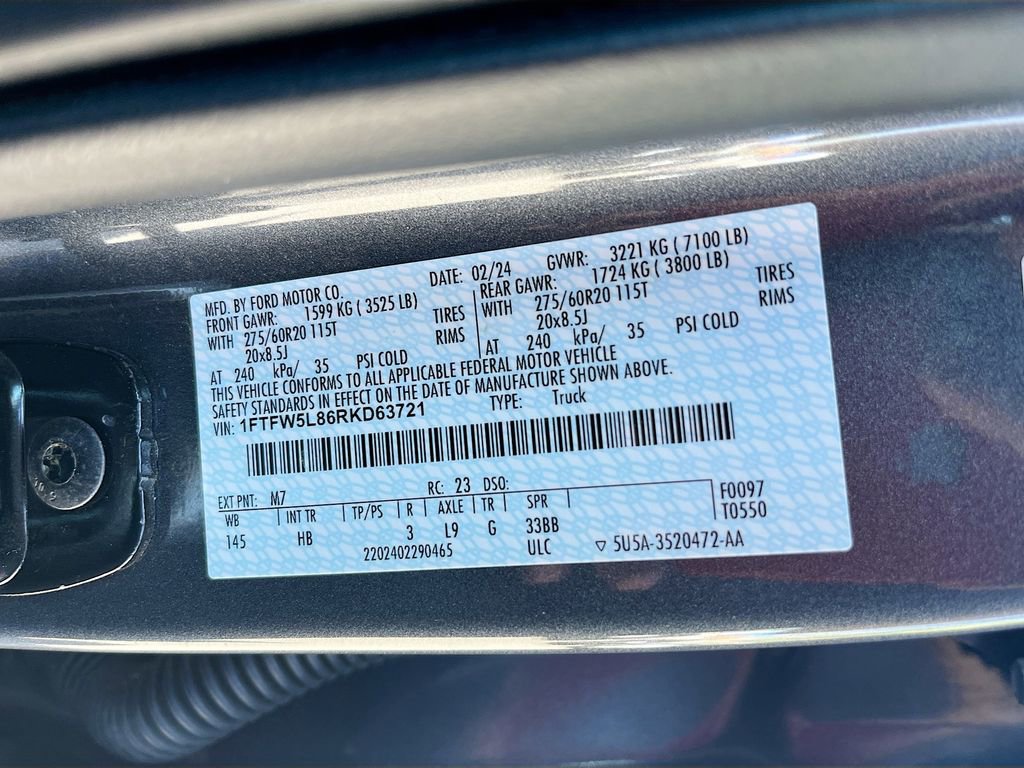 MFD. BY FORD MOTOR CO. DATE: 02/24 GVWR: 3221 KG ( 7100 LB)
FRONT GAWR: 1599 KG ( 3525 LB) REAR GAWR: 1724 KG ( 3800 LB)
WITH 275/60R20 115T TIRES WITH 275/60R20 115T TIRES
20x8.5J RIMS 20x8.5J RIMS
AT 240 kPa/ 35 PSI COLD AT 240 kPa/ 35 PSI COLD
THIS VEHICLE CONFORMS TO ALL APPLICABLE FEDERAL MOTOR VEHICLE
SAFETY STANDARDS IN EFFECT ON THE DATE OF MANUFACTURE SHOWN ABOVE.
VIN: 1FTFW5L86RKD63721 TYPE: Truck
EXT PNT: M7 RC: 23 DSO:
WB INT TR TP/PS R AXLE TR SPR F0097
145 HB 3 L9 G 33BB T0550
2202402290465 ULC ▽ 5U5A-3520472-AA